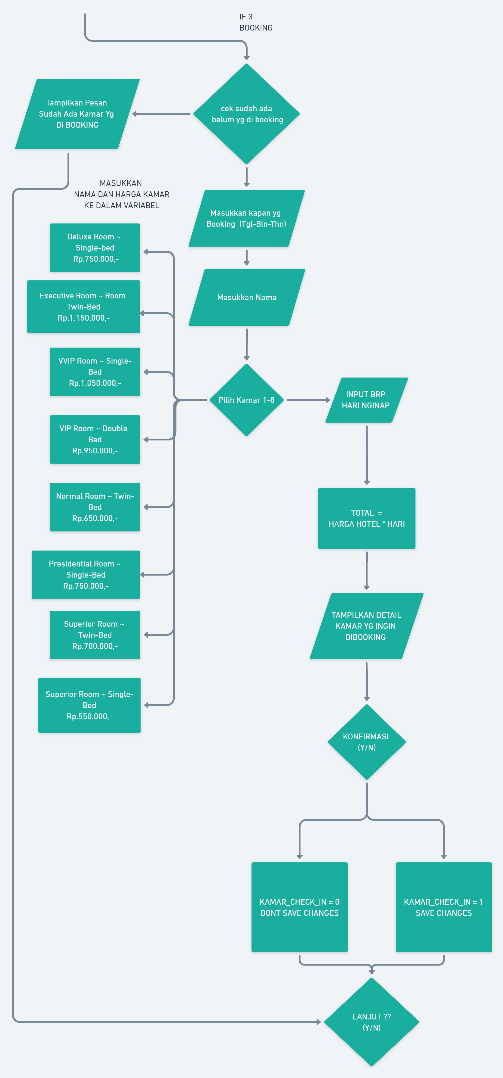 IF 3
BOOKING
cek sudah ada
belum yg di booking
Tampilkan Pesan
Sudah Ada Kamar Yg
Di BOOKING
MASUKKAN
NAMA DAN HARGA KAMAR
KE DALAM VARIABEL
Masukkan kapan yg
Booking (Tgl-Bln-Thn)
Masukkan Nama
Deluxe Room ~
Single-bed
Rp.750.000,-
Executive Room ~ Room
Twin-Bed
Rp.1.150.000,-
VVIP Room ~ Single-
Bed
Rp.1.050.000,-
VIP Room ~ Double
Bed
Rp.950.000,-
Normal Room ~ Twin-
Bed
Rp.650.000,-
Presidential Room ~
Single-Bed
Rp.750.000,-
Superior Room ~
Twin-Bed
Rp.700.000,-
Superior Room ~ Single-
Bed
Rp.550.000,-
Pilih Kamar 1-8
INPUT BRP
HARI NGINAP
TOTAL =
HARGA HOTEL * HARI
TAMPILKAN DETAIL
KAMAR YG INGIN
DIBOOKING
KONFIRMASI
(Y/N)
KAMAR_CHECK_IN = 0
DONT SAVE CHANGES
KAMAR_CHECK_IN = 1
SAVE CHANGES
LANJUT ??
(Y/N)